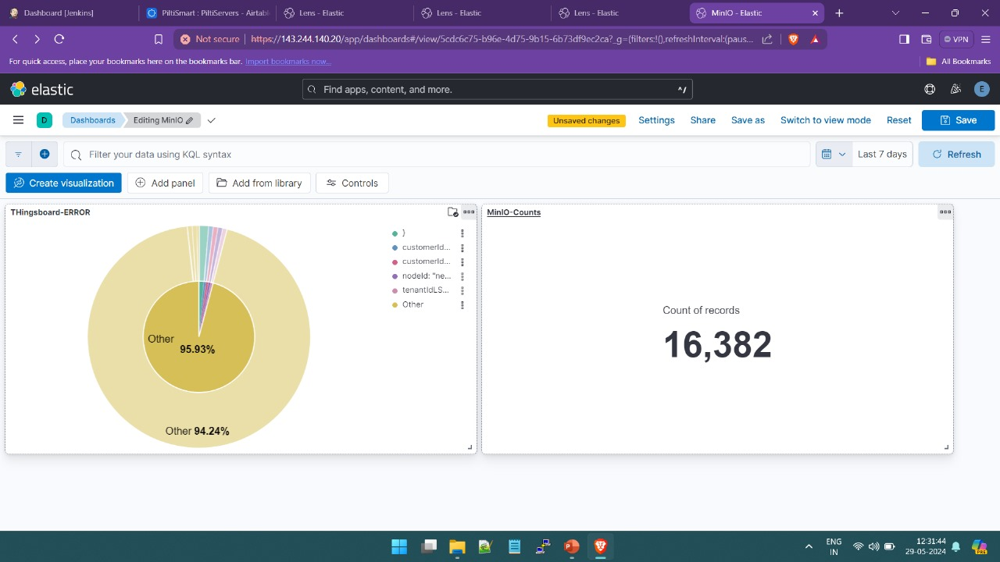 Dashboard [Jenkins]
PiltiSmart : PiltiServers - Airtabl
Lens - Elastic
Lens - Elastic
Lens - Elastic
MinIO - Elastic
Not secure https://143.244.140.20/app/dashboards#/view/5cdc6c75-b96e-4d75-9b15-6b73df9ec2ca?_g=(filters:!(),refreshInterval:(paus...
VPN
For quick access, place your bookmarks here on the bookmarks bar. Import bookmarks now...
All Bookmarks
elastic
Find apps, content, and more.
^/
E
D
Dashboards
Editing MinIO
Unsaved changes
Settings
Share
Save as
Switch to view mode
Reset
Save
Filter your data using KQL syntax
Last 7 days
Refresh
Create visualization
Add panel
Add from library
Controls
THingsboard-ERROR
}
customerId...
customerId...
nodeId: "ne...
tenantIdLS...
Other
Other
95.93%
Other 94.24%
MinIO-Counts
Count of records
16,382
ENG
IN
12:31:44
29-05-2024
PRE